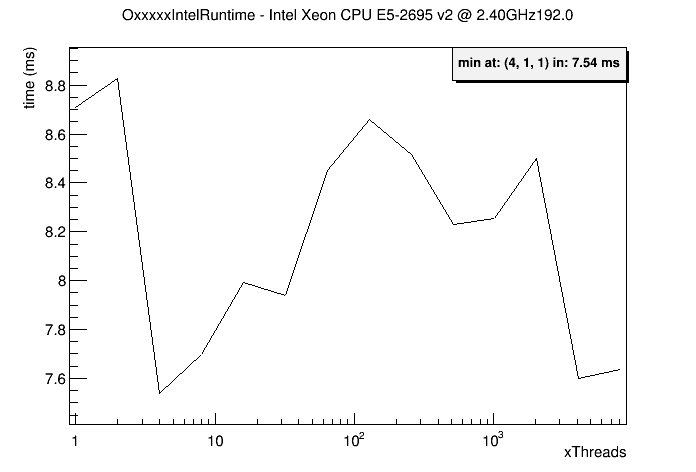 OxxxxxIntelRuntime - Intel Xeon CPU E5-2695 v2 @ 2.40GHz192.0
min at: (4, 1, 1) in: 7.54 ms
time (ms)
8.8
8.6
8.4
8.2
8
7.8
7.6
1 10 10² 10³
xThreads